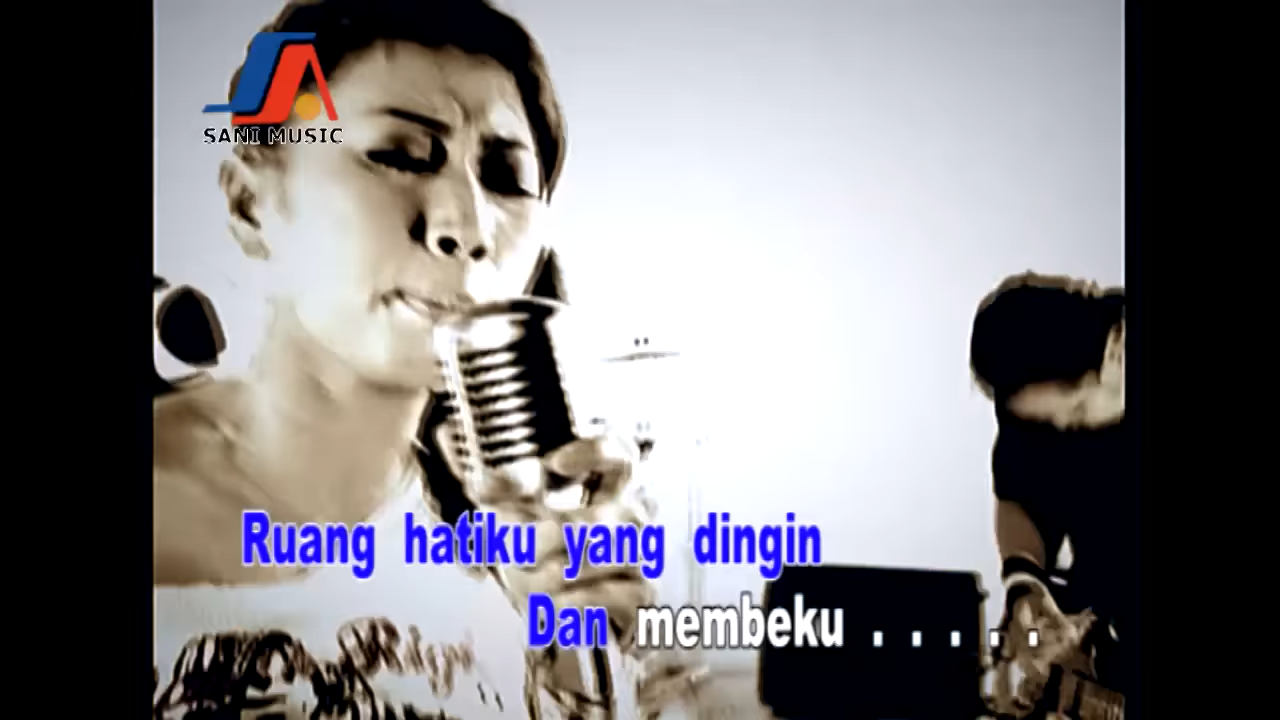 SANI MUSIC
Ruang hatiku yang dingin
Dan membeku . . . . .